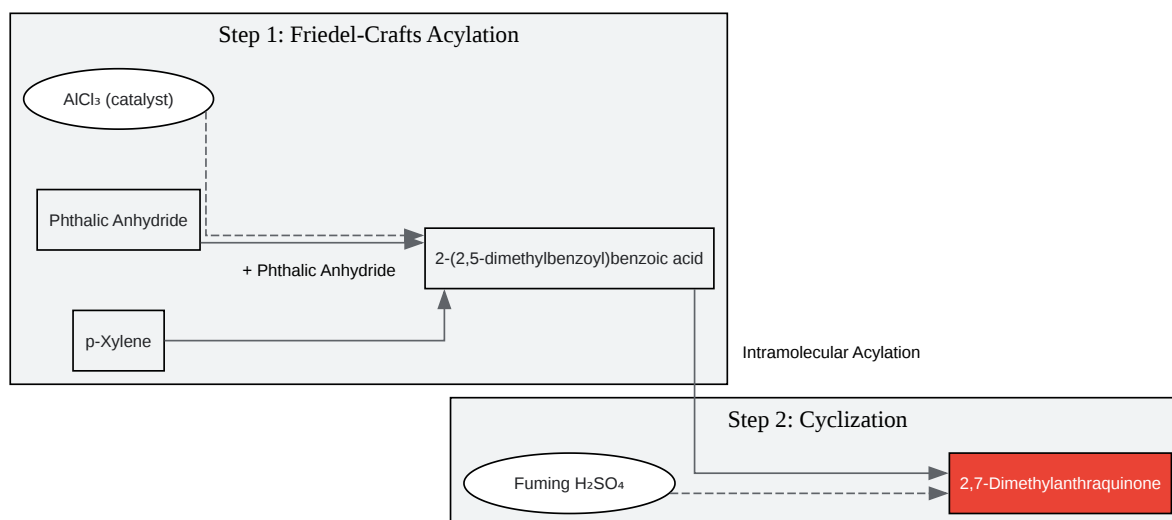 Step 1: Friedel-Crafts Acylation
AlCl₃ (catalyst)
Phthalic Anhydride
2-(2,5-dimethylbenzoyl)benzoic acid
+ Phthalic Anhydride
p-Xylene
Intramolecular Acylation
Step 2: Cyclization
Fuming H₂SO₄
2,7-Dimethylanthraquinone